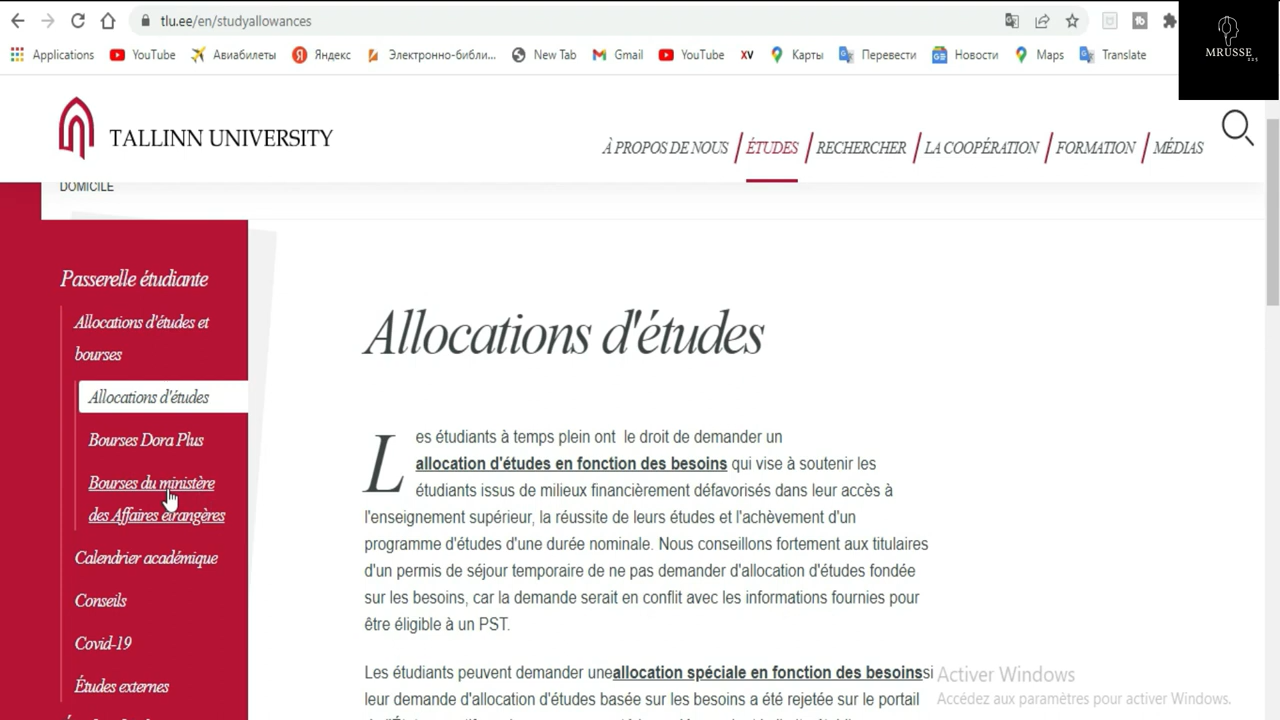 tlu.ee/en/studyallowances
Applications YouTube Авиабилеты Яндекс Электронно-библи... New Tab Gmail YouTube XV Карты Перевести Новости Maps Translate
MRUSSE
225
TALLINN UNIVERSITY
À PROPOS DE NOUS ÉTUDES RECHERCHER LA COOPÉRATION FORMATION MÉDIAS
DOMICILE
Passerelle étudiante
Allocations d'études et
bourses
Allocations d'études
Bourses Dora Plus
Bourses du ministère
des Affaires étrangères
Calendrier académique
Conseils
Covid-19
Études externes
Allocations d'études
Les étudiants à temps plein ont le droit de demander un
allocation d'études en fonction des besoins qui vise à soutenir les
étudiants issus de milieux financièrement défavorisés dans leur accès à
l'enseignement supérieur, la réussite de leurs études et l'achèvement d'un
programme d'études d'une durée nominale. Nous conseillons fortement aux titulaires
d'un permis de séjour temporaire de ne pas demander d'allocation d'études fondée
sur les besoins, car la demande serait en conflit avec les informations fournies pour
être éligible à un PST.
Les étudiants peuvent demander uneallocation spéciale en fonction des besoinssi
leur demande d'allocation d'études basée sur les besoins a été rejetée sur le portail
Activer Windows
Accédez aux paramètres pour activer Windows.